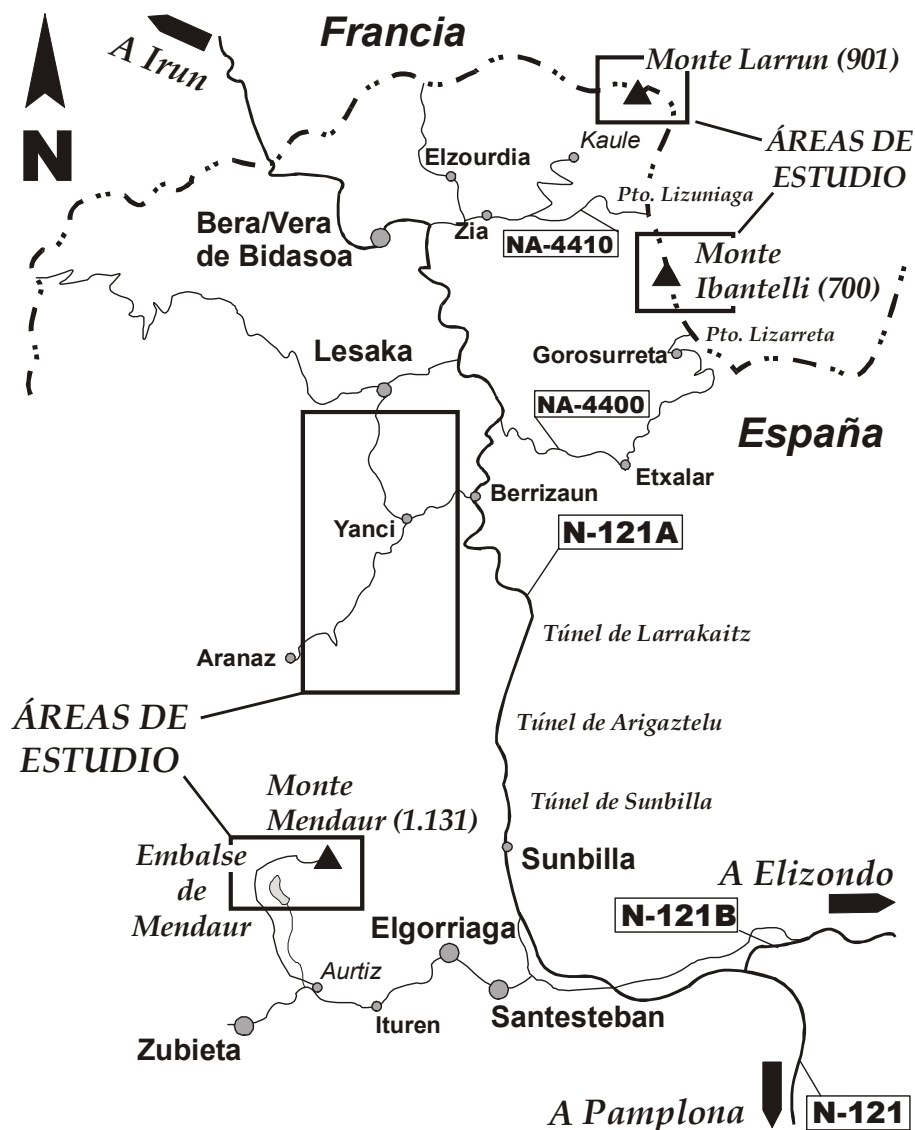 A Irun
Francia
Monte Larrun (901)
N
Elzourdia
Kaule
ÁREAS DE
ESTUDIO
Pto. Lizuniaga
Bera/Vera
de Bidasoa
Zia
NA-4410
Monte
Ibantelli (700)
Pto. Lizarreta
Lesaka
Gorosurreta
NA-4400
España
Etxalar
Berrizaun
Yanci
N-121A
Túnel de Larrakaitz
Aranaz
ÁREAS DE
ESTUDIO
Túnel de Arigaztelu
Monte
Mendaur (1.131)
Túnel de Sunbilla
Embalse
de
Mendaur
Sunbilla
A Elizondo
N-121B
Elgorriaga
Aurtiz
Ituren
Santesteban
Zubieta
A Pamplona
N-121